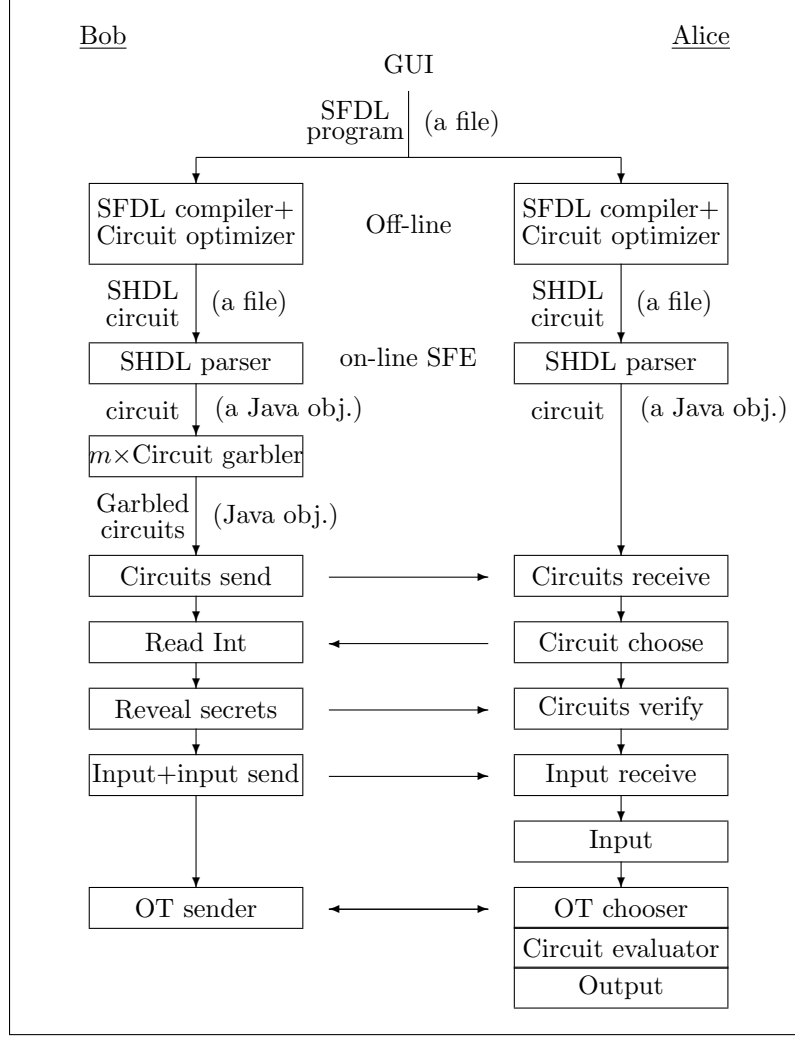 Bob Alice
GUI
SFDL
program (a file)
SFDL compiler+ SFDL compiler+
Circuit optimizer Off-line Circuit optimizer
SHDL SHDL
circuit (a file) circuit (a file)
SHDL parser on-line SFE SHDL parser
circuit (a Java obj.) circuit (a Java obj.)
m×Circuit garbler
Garbled
circuits (Java obj.)
Circuits send Circuits receive
Read Int Circuit choose
Reveal secrets Circuits verify
Input+input send Input receive
Input
OT sender OT chooser
Circuit evaluator
Output